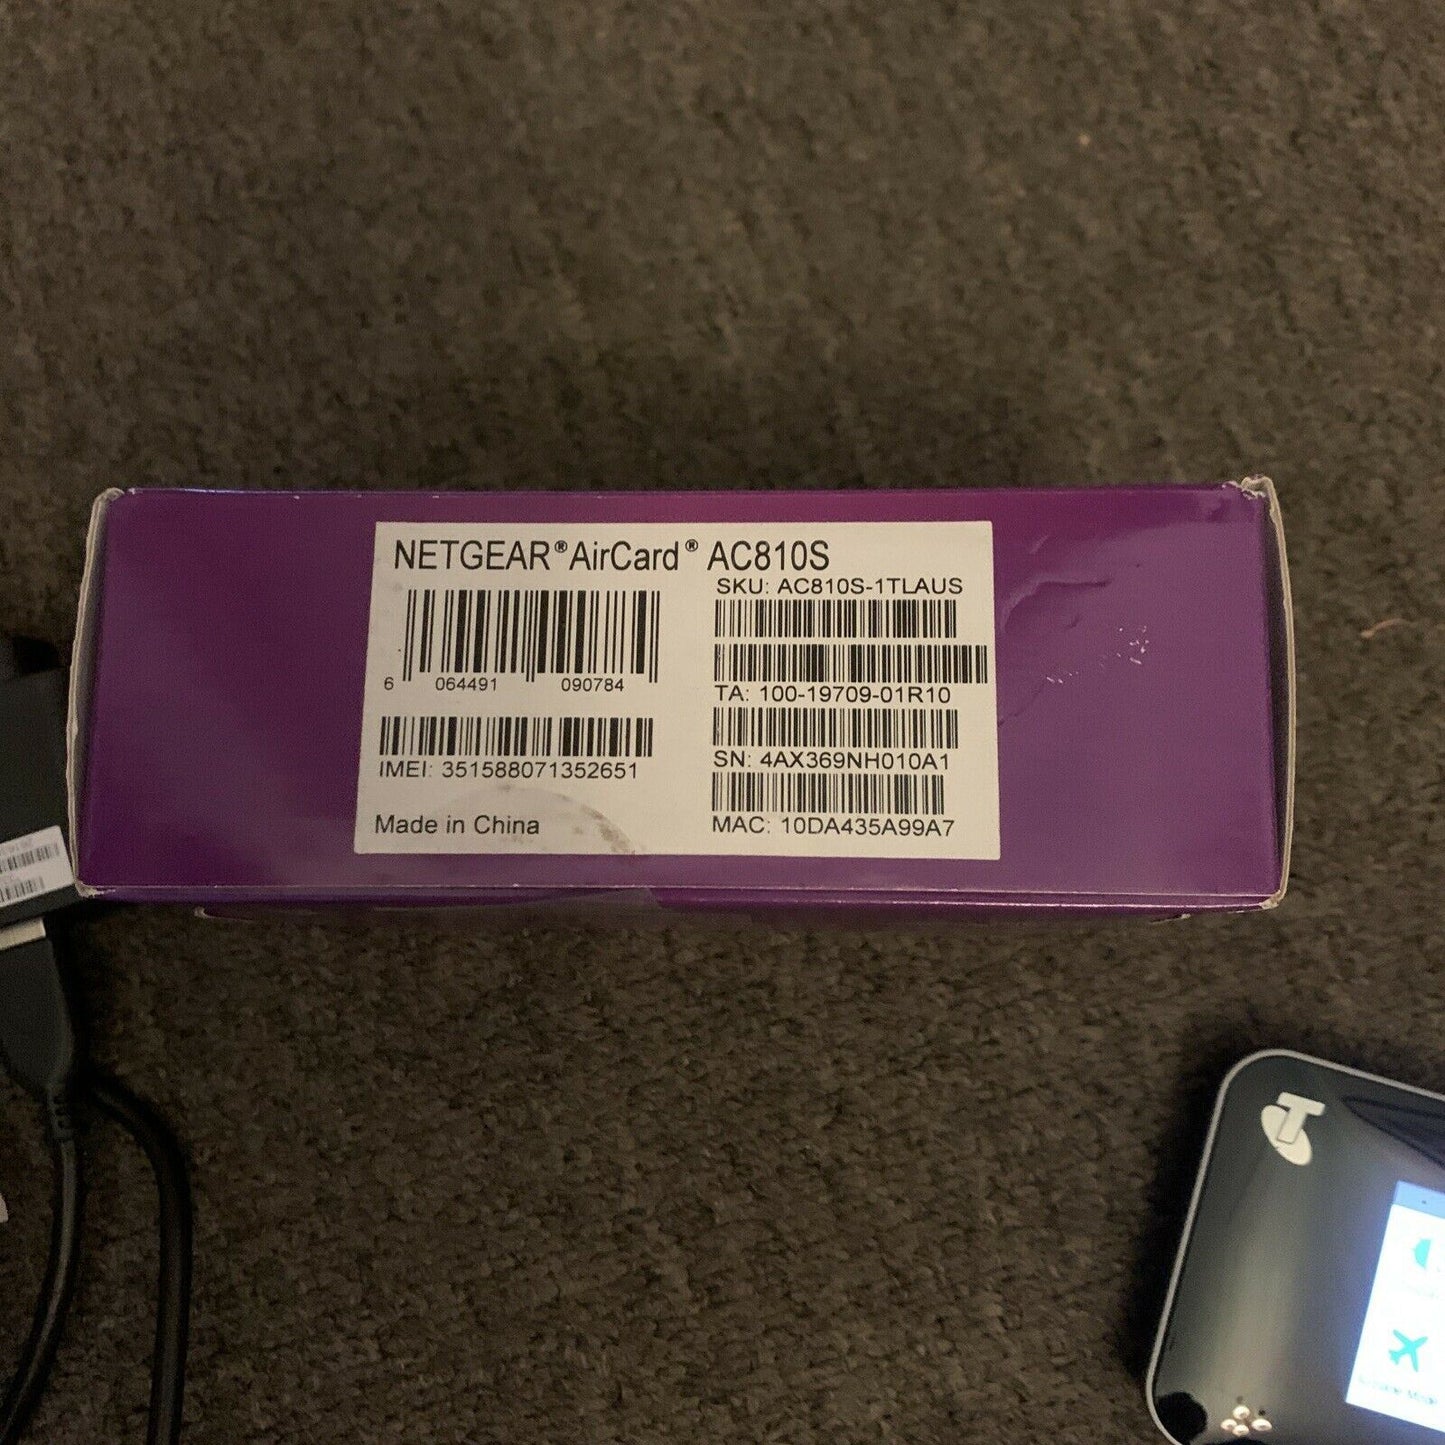 NETGEAR® AirCard® AC810S
SKU: AC810S-1TLAUS
6 064491 090784
TA: 100-19709-01R10
SN: 4AX369NH010A1
IMEI: 351588071352651
MAC: 10DA435A99A7
Made in China
T